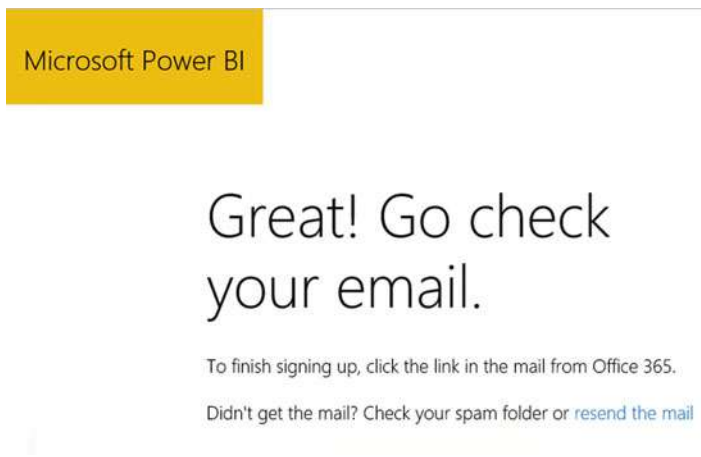 Microsoft Power BI
Great! Go check
your email.
To finish signing up, click the link in the mail from Office 365.
Didn't get the mail? Check your spam folder or resend the mail